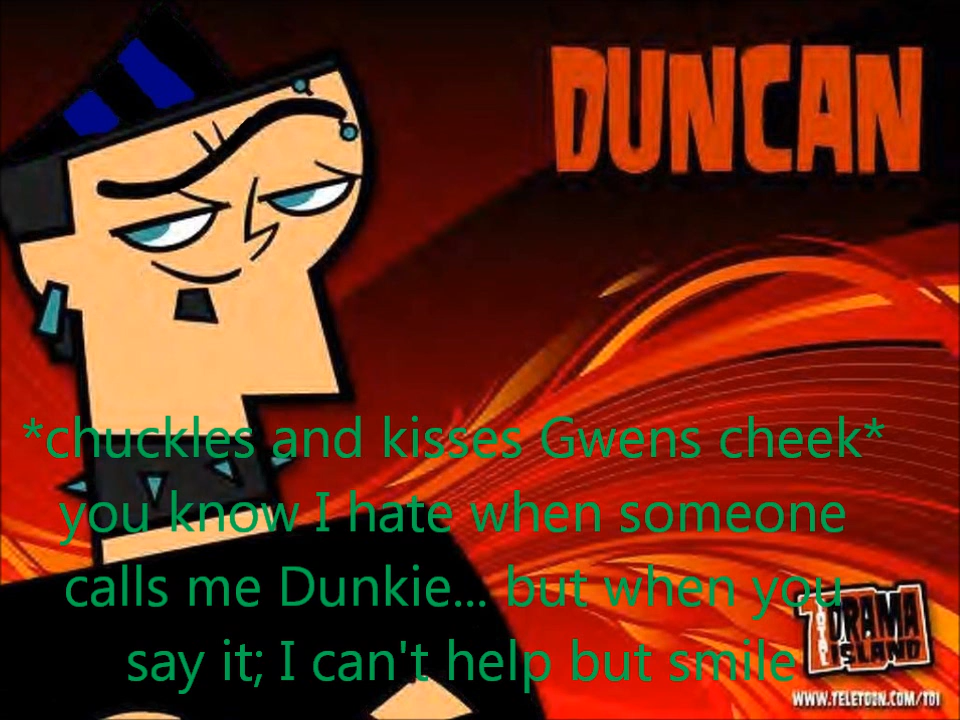 DUNCAN
*chuckles and kisses Gwens cheek*
you know I hate when someone
calls me Dunkie... but when you
say it; I can't help but smile
DRAMA
ISLAND
WWW.TELETOON.COM/TDI